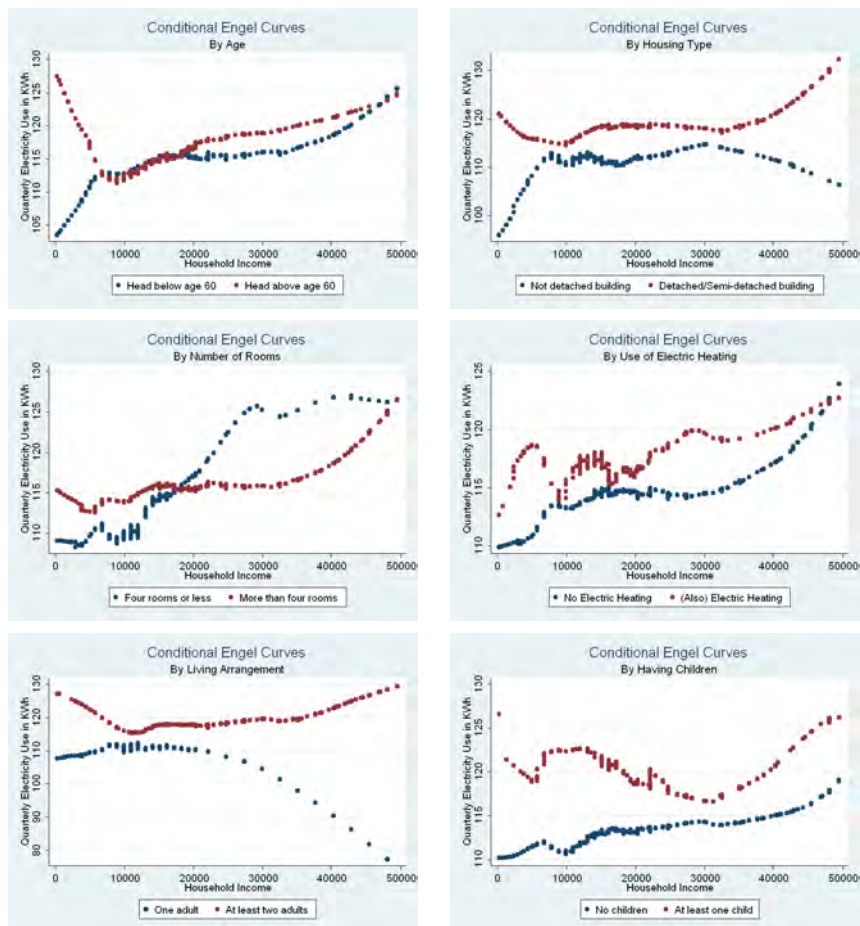 Conditional Engel Curves
By Age
Quarterly Electricity Use in KWh
105 110 115 120 125 130
0 10000 20000 30000 40000 50000
Household Income
Head below age 60 Head above age 60
Conditional Engel Curves
By Housing Type
Quarterly Electricity Use in KWh
100 110 120 130
0 10000 20000 30000 40000 50000
Household Income
Not detached building Detached/Semi-detached building
Conditional Engel Curves
By Number of Rooms
Quarterly Electricity Use in KWh
110 115 120 125 130
0 10000 20000 30000 40000 50000
Household Income
Four rooms or less More than four rooms
Conditional Engel Curves
By Use of Electric Heating
Quarterly Electricity Use in KWh
110 115 120 125
0 10000 20000 30000 40000 50000
Household Income
No Electric Heating (Also) Electric Heating
Conditional Engel Curves
By Living Arrangement
Quarterly Electricity Use in KWh
80 90 100 110 120 130
0 10000 20000 30000 40000 50000
Household Income
One adult At least two adults
Conditional Engel Curves
By Having Children
Quarterly Electricity Use in KWh
110 115 120 125 130
0 10000 20000 30000 40000 50000
Household Income
No children At least one child